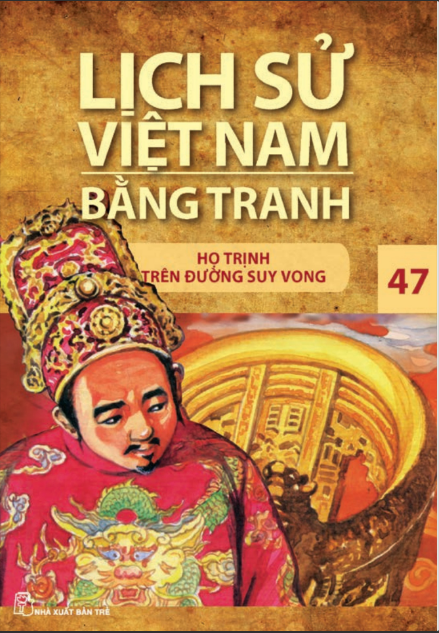 LỊCH SỬ
VIỆT NAM
BẰNG TRANH
HỌ TRỊNH
TRÊN ĐƯỜNG SUY VONG
47
NHÀ XUẤT BẢN TRẺ